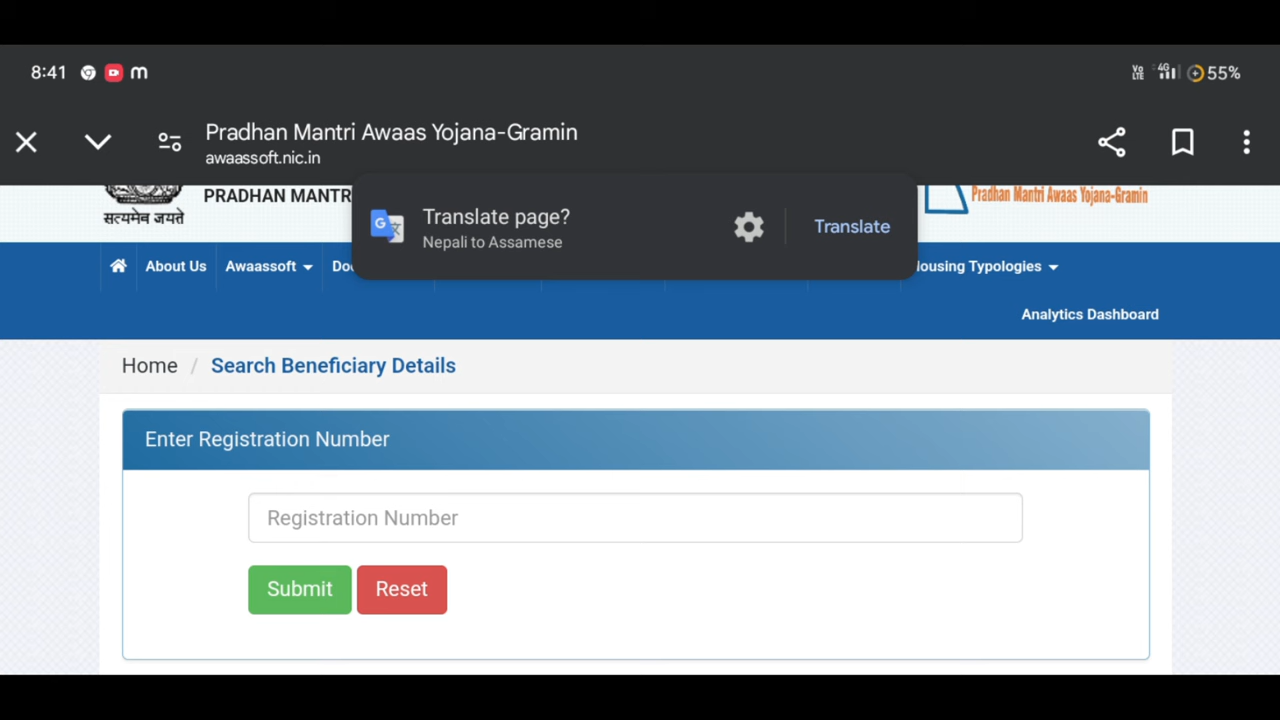 8:41
4G 55%
Pradhan Mantri Awaas Yojana-Gramin
awaassoft.nic.in
सत्यमेव जयते
PRADHAN MANTR
Pradhan Mantri Awaas Yojana-Gramin
Translate page?
Nepali to Assamese
Translate
About Us Awaassoft Housing Typologies
Analytics Dashboard
Home / Search Beneficiary Details
Enter Registration Number
Registration Number
Submit Reset